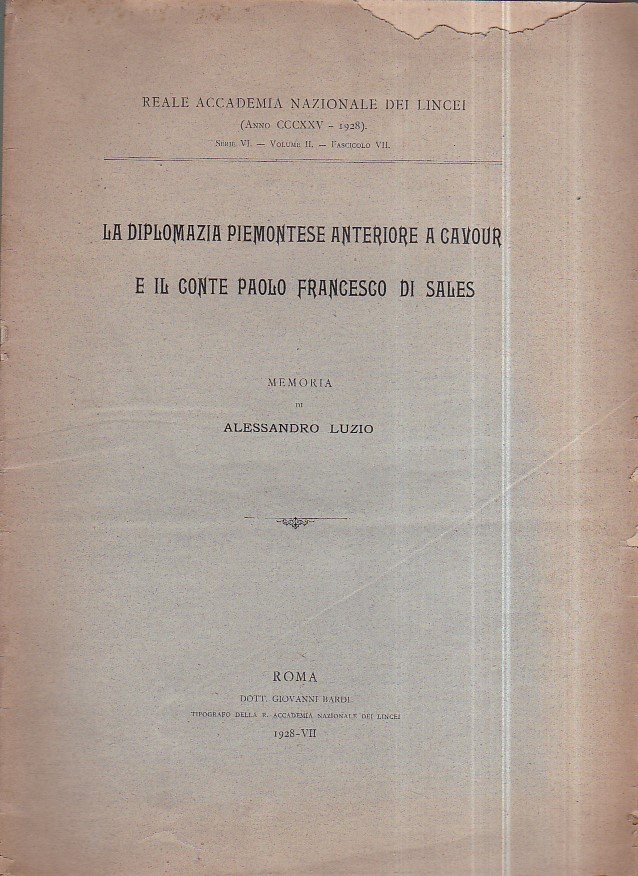 REALE ACCADEMIA NAZIONALE DEI LINCEI
(ANNO CCCXXV - 1928).
SERIE VI. — VOLUME II. — FASCICOLO VII.
LA DIPLOMAZIA PIEMONTESE ANTERIORE A CAVOUR
E IL CONTE PAOLO FRANCESCO DI SALES
MEMORIA
DI
ALESSANDRO LUZIO
ROMA
DOTT. GIOVANNI BARDI
TIPOGRAFO DELLA R. ACCADEMIA NAZIONALE DEI LINCEI
1928-VII